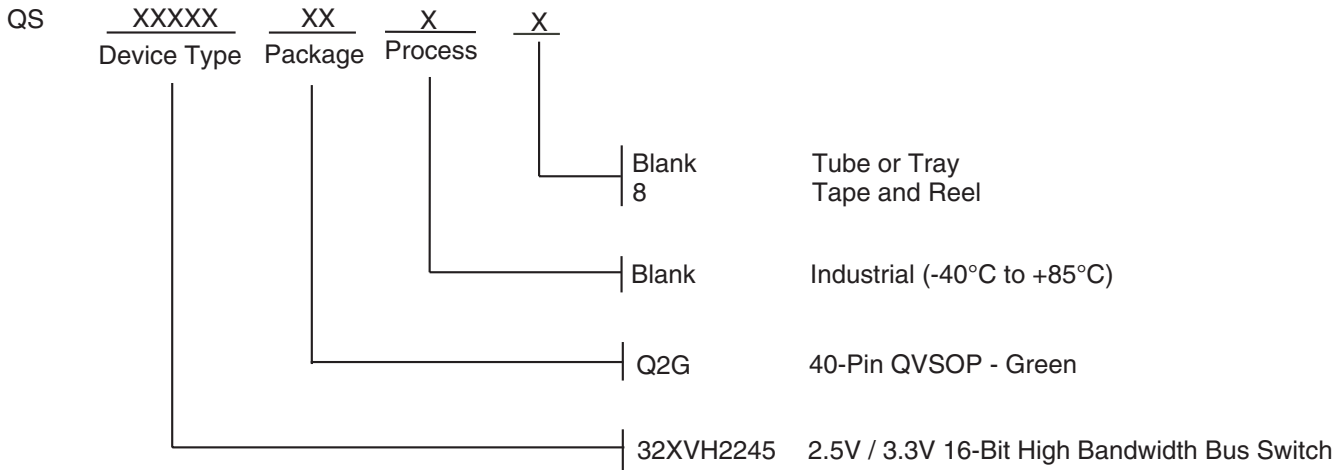 QS XXXXX XX X X
Device Type Package Process
Blank Tube or Tray
8 Tape and Reel
Blank Industrial (-40°C to +85°C)
Q2G 40-Pin QVSOP - Green
32XVH2245 2.5V / 3.3V 16-Bit High Bandwidth Bus Switch